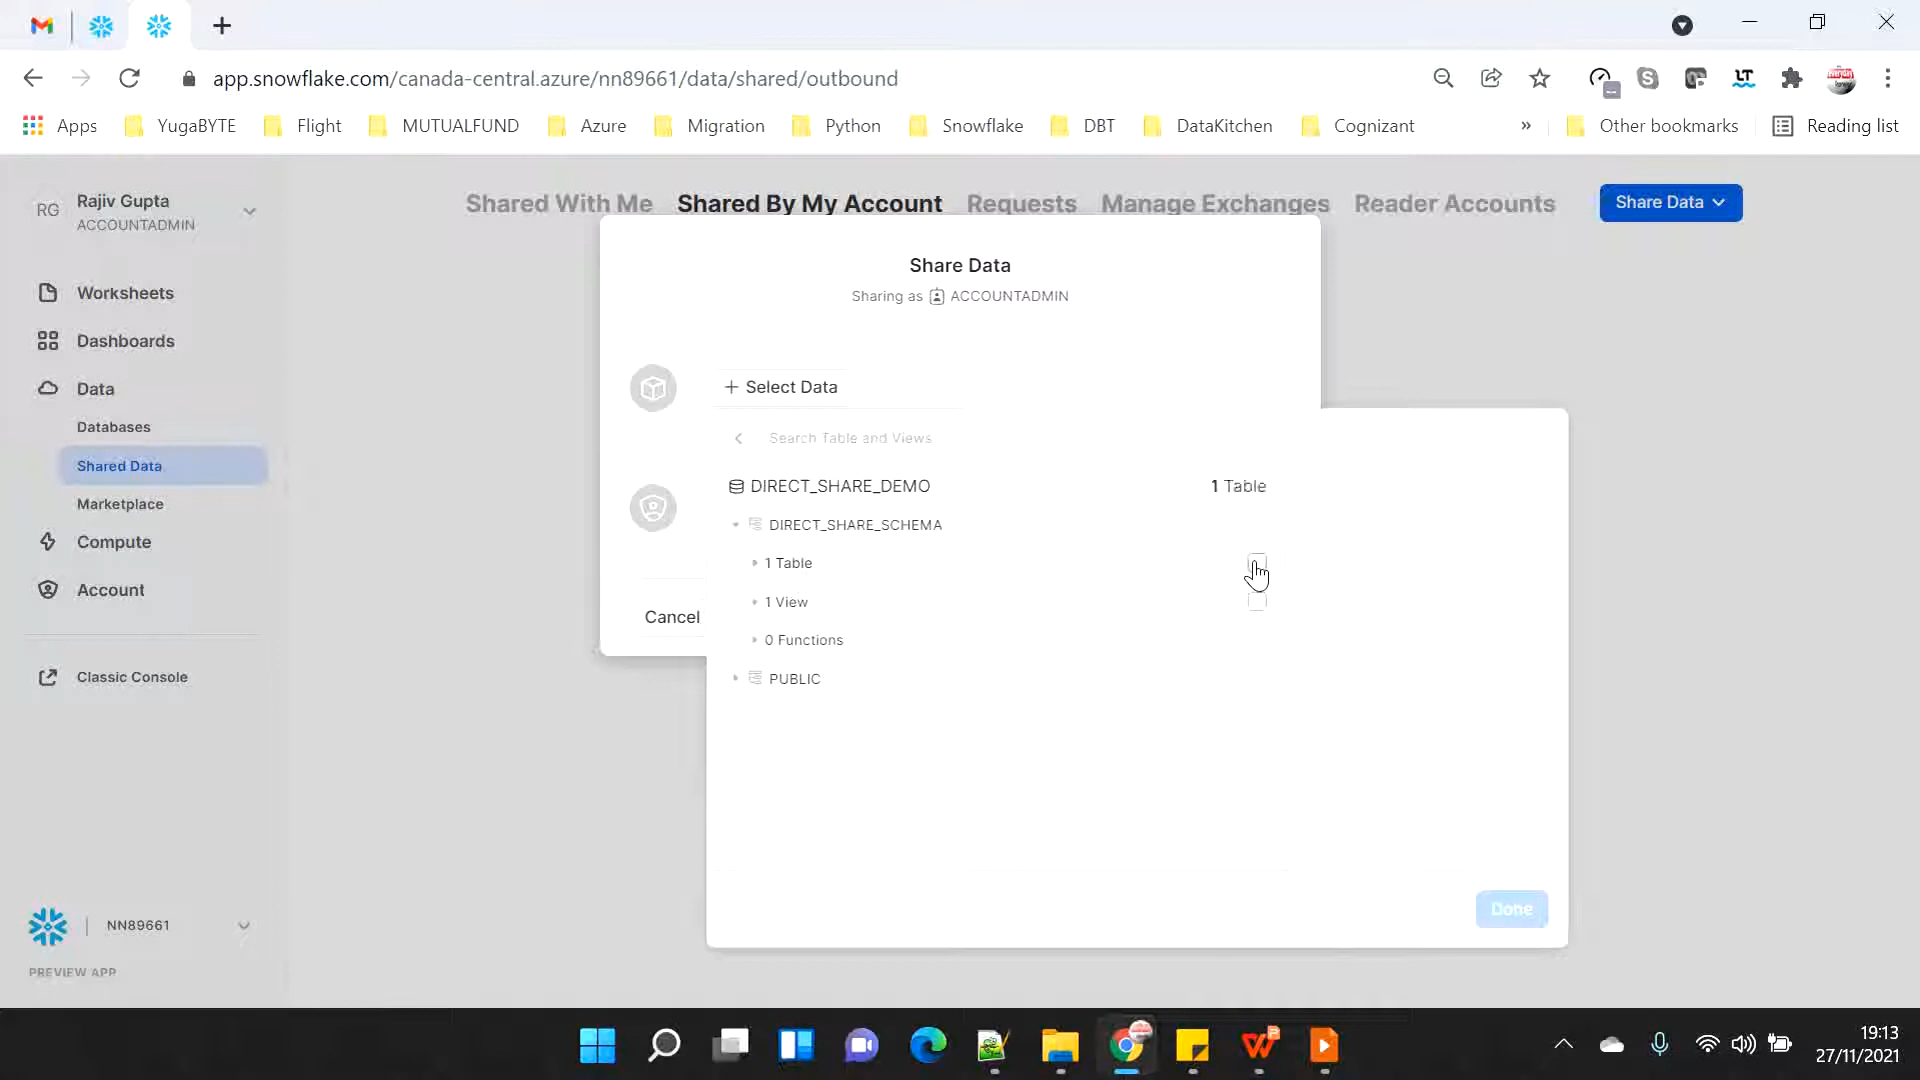 app.snowflake.com/canada-central.azure/nn89661/data/shared/outbound
Apps YugaBYTE Flight MUTUALFUND Azure Migration Python Snowflake DBT DataKitchen Cognizant » Other bookmarks Reading list
RG Rajiv Gupta
ACCOUNTADMIN
Shared With Me Shared By My Account Requests Manage Exchanges Reader Accounts Share Data
Worksheets
Dashboards
Data
Databases
Shared Data
Marketplace
Compute
Account
Classic Console
NN89661
PREVIEW APP
Share Data
Sharing as ACCOUNTADMIN
+ Select Data
Search Table and Views
DIRECT_SHARE_DEMO 1 Table
DIRECT_SHARE_SCHEMA
1 Table
1 View
0 Functions
PUBLIC
Cancel
Done
19:13
27/11/2021